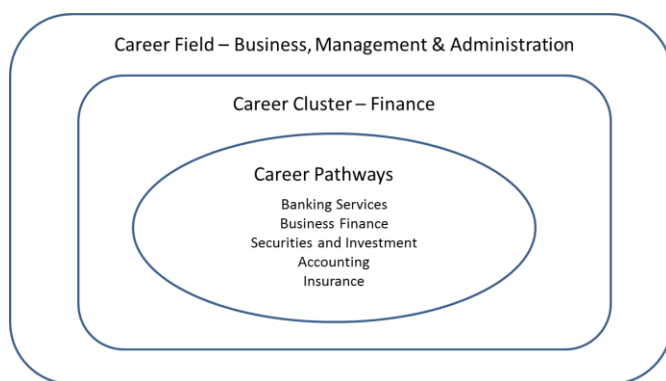 Career Field – Business, Management & Administration
Career Cluster – Finance
Career Pathways
Banking Services
Business Finance
Securities and Investment
Accounting
Insurance